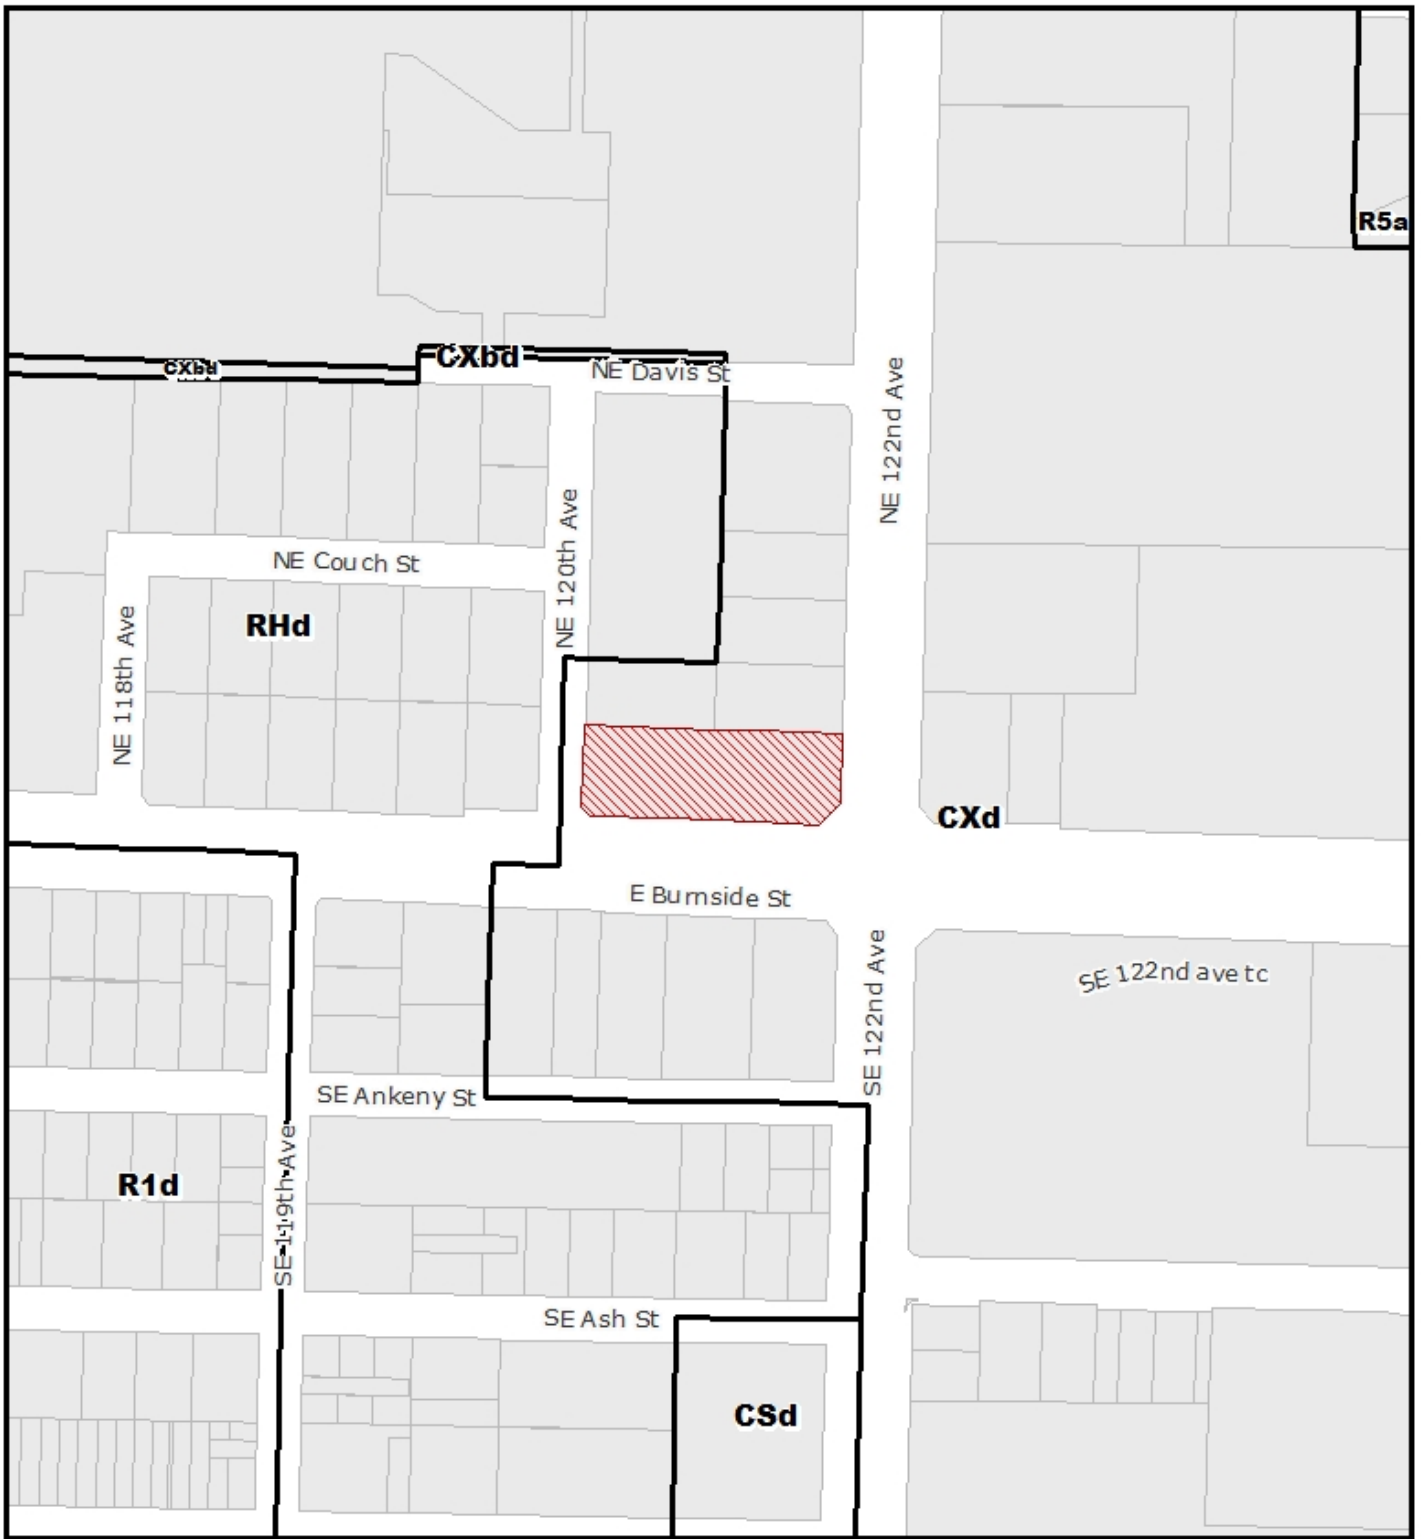 R5a
CXbd
CXbd
NE Davis St
NE 122nd Ave
NE 120th Ave
NE Couch St
NE 118th Ave
RHd
CXd
E Burnside St
SE 122nd Ave
SE 122nd ave tc
SE Ankeny St
SE 119th Ave
R1d
SE Ash St
CSd